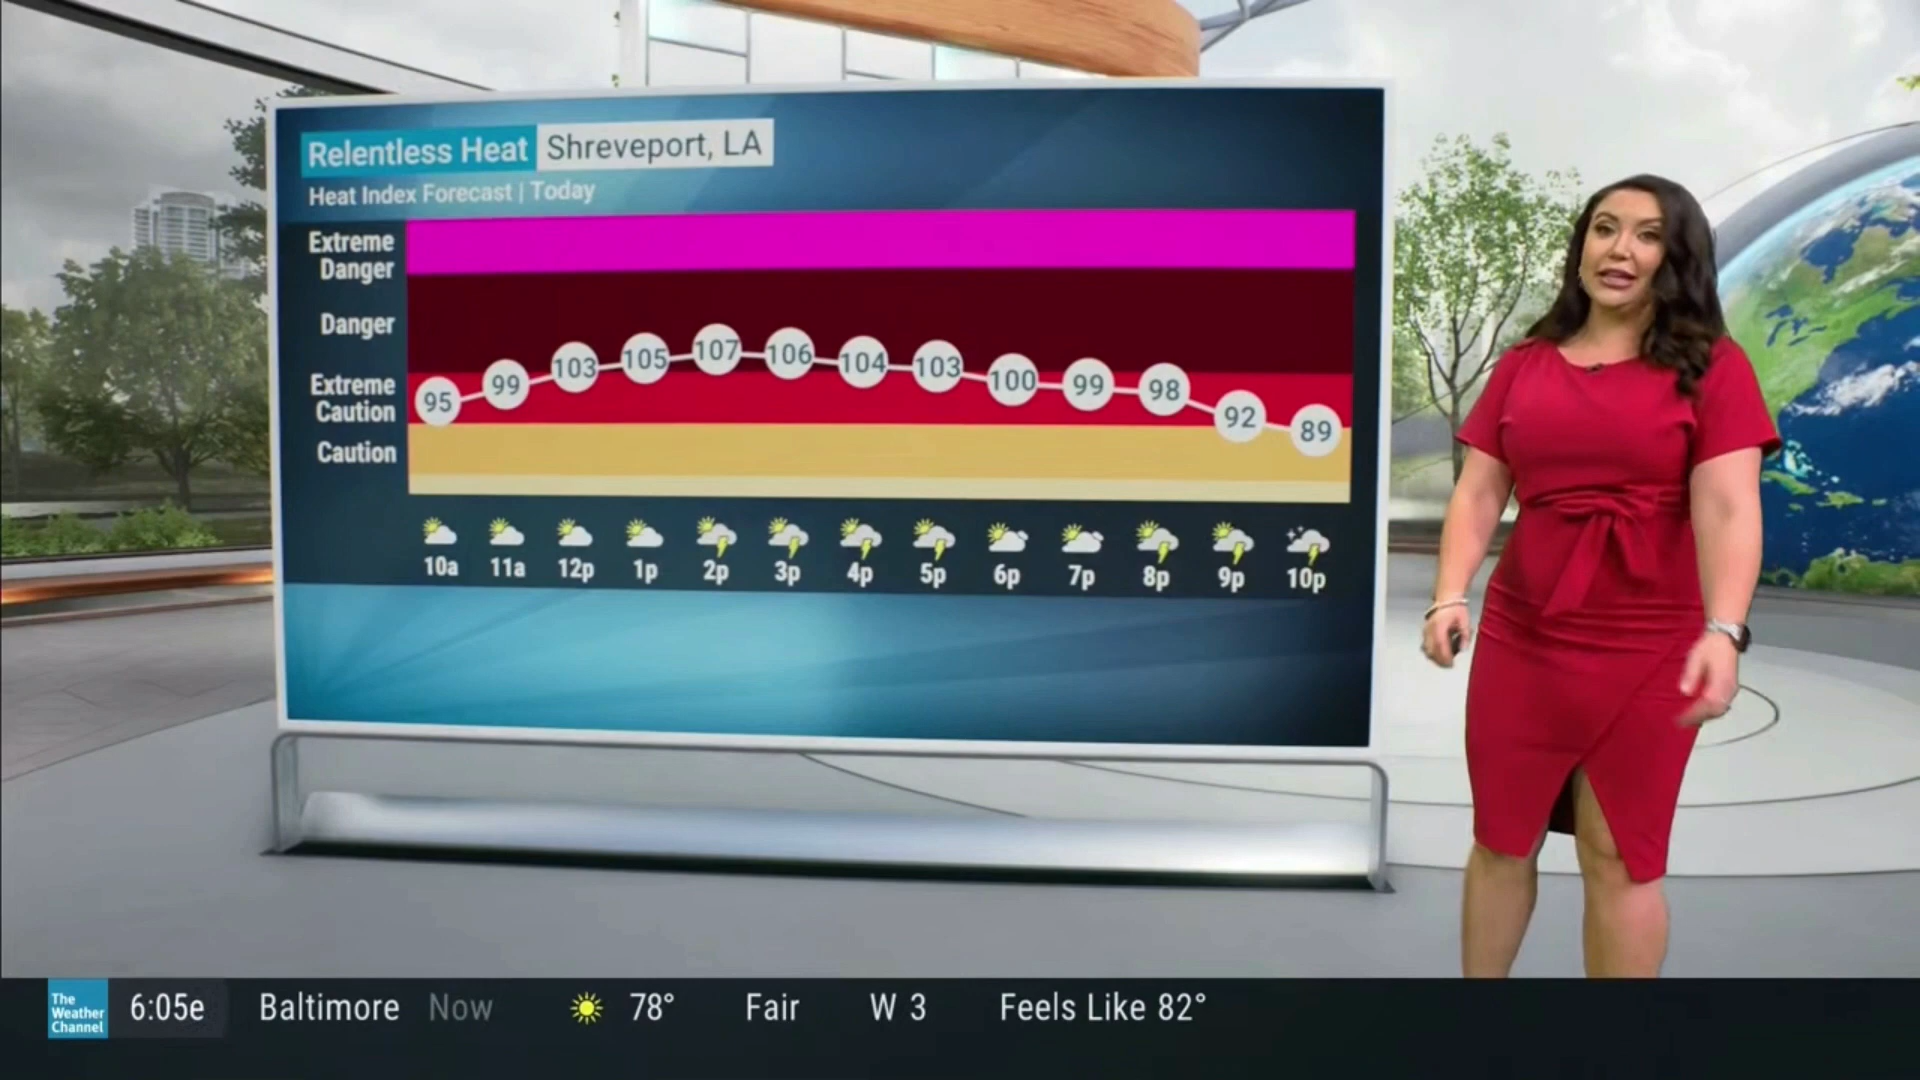 Relentless Heat Shreveport, LA
Heat Index Forecast | Today
Extreme
Danger
Danger
Extreme
Caution
Caution
95 99 103 105 107 106 104 103 100 99 98 92 89
10a 11a 12p 1p 2p 3p 4p 5p 6p 7p 8p 9p 10p
The
Weather
Channel
6:05e Baltimore Now 78° Fair W 3 Feels Like 82°